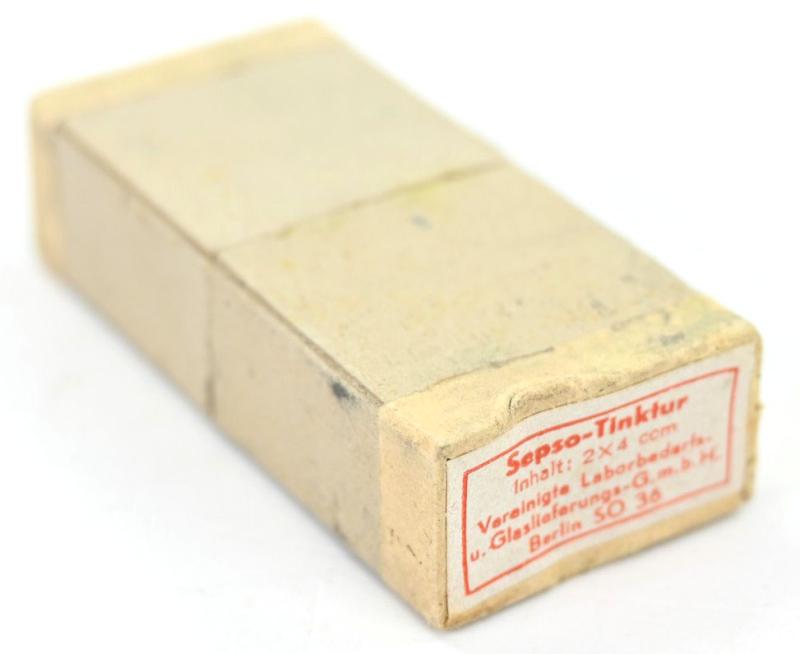 Sepso-Tinktur
Inhalt: 2×4 ccm
Vereinigte Laborbedarfs-
u. Glaslieferungs-G.m.b.H.
Berlin SO 36